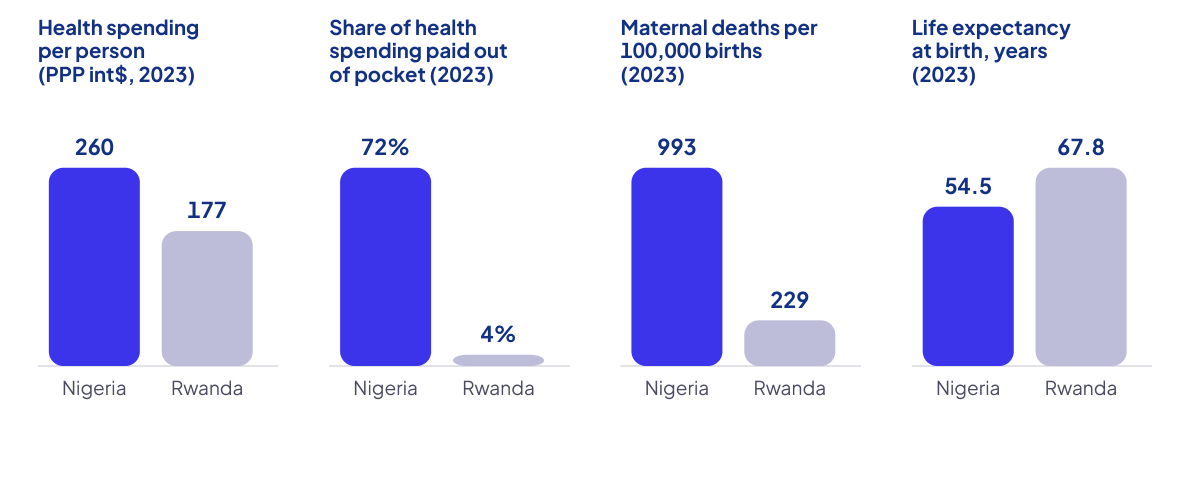 Health spending
per person
(PPP int$, 2023)
260
177
Nigeria
Rwanda
Share of health
spending paid out
of pocket (2023)
72%
4%
Nigeria
Rwanda
Maternal deaths per
100,000 births
(2023)
993
229
Nigeria
Rwanda
Life expectancy
at birth, years
(2023)
54.5
67.8
Nigeria
Rwanda